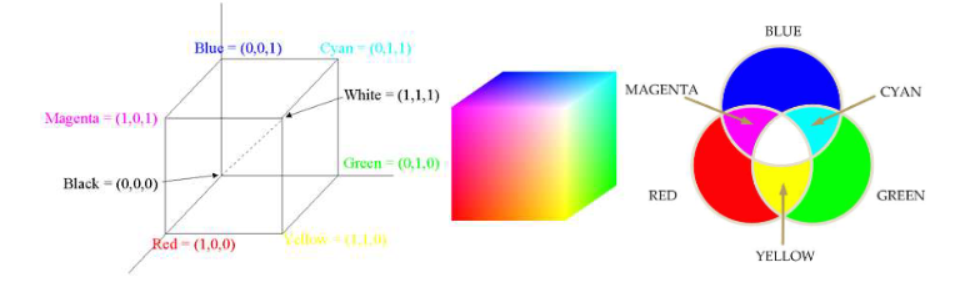 Blue = (0,0,1)
Cyan = (0,1,1)
White = (1,1,1)
Magenta = (1,0,1)
Green = (0,1,0)
Black = (0,0,0)
Red = (1,0,0)
Yellow = (1,1,0)
BLUE
MAGENTA
CYAN
RED
GREEN
YELLOW